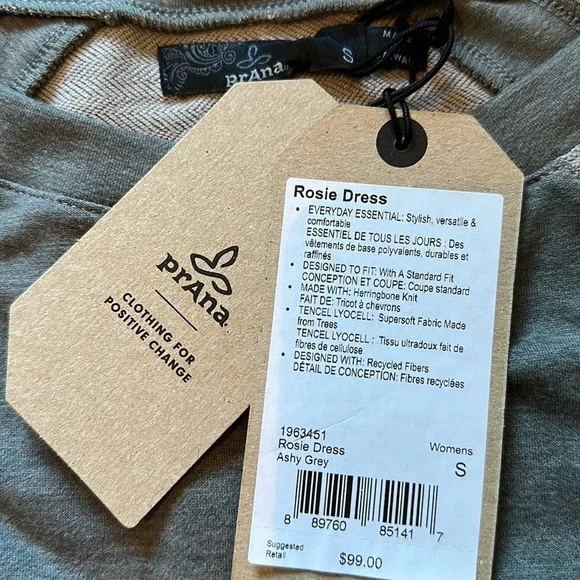 prAna
S
MA
prAna
CLOTHING FOR
POSITIVE CHANGE
Rosie Dress
• EVERYDAY ESSENTIAL: Stylish, versatile &
comfortable
ESSENTIEL DE TOUS LES JOURS : Des
vêtements de base polyvalents, durables et
raffinés
• DESIGNED TO FIT: With A Standard Fit
CONCEPTION ET COUPE: Coupe standard
• MADE WITH: Herringbone Knit
FAIT DE: Tricot à chevrons
• TENCEL LYOCELL: Supersoft Fabric Made
from Trees
TENCEL LYOCELL : Tissu ultradoux fait de
fibres de cellulose
• DESIGNED WITH: Recycled Fibers
DÉTAIL DE CONCEPTION: Fibres recyclées
1963451
Rosie Dress Womens
Ashy Grey S
8 89760 85141 7
Suggested
Retail $99.00